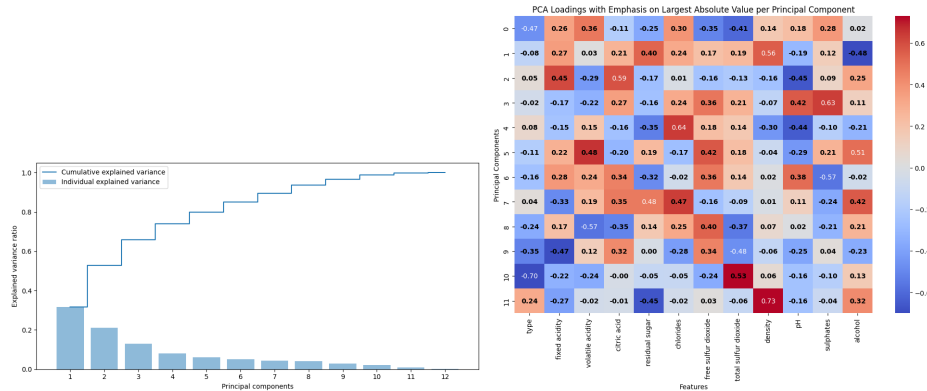 PCA Loadings with Emphasis on Largest Absolute Value per Principal Component
0 -0.47 0.26 0.36 -0.11 -0.25 0.30 -0.35 -0.41 0.14 0.18 0.28 0.02
1 -0.08 0.27 0.03 0.21 0.40 0.24 0.17 0.19 0.56 -0.19 0.12 -0.48
2 0.05 0.45 -0.29 0.59 -0.17 0.01 -0.16 -0.13 -0.16 -0.45 0.09 0.25
3 -0.02 -0.17 -0.22 0.27 -0.16 0.24 0.36 0.21 -0.07 0.42 0.63 0.11
4 0.08 -0.15 0.15 -0.16 -0.35 0.64 0.18 0.14 -0.30 -0.44 -0.10 -0.21
5 -0.11 0.22 0.48 -0.20 0.19 -0.17 0.42 0.18 -0.04 -0.29 0.21 0.51
6 -0.16 0.28 0.24 0.34 -0.32 -0.02 0.36 0.12 0.04 0.38 -0.57 -0.02
7 0.04 -0.33 0.19 0.35 0.48 0.47 -0.16 -0.09 0.01 0.11 -0.24 0.42
8 -0.24 0.17 -0.57 -0.35 0.14 0.25 0.40 -0.37 0.07 0.02 -0.21 0.21
9 -0.35 -0.47 0.12 0.32 0.00 -0.28 0.34 -0.48 -0.06 -0.25 0.04 -0.23
10 -0.70 -0.22 -0.24 -0.00 -0.05 -0.05 -0.24 0.53 0.06 -0.16 -0.10 0.13
11 0.24 -0.27 -0.02 -0.01 -0.45 -0.02 0.03 -0.06 0.73 -0.16 -0.04 0.32
Principal Components
type fixed acidity volatile acidity citric acid residual sugar chlorides free sulfur dioxide total sulfur dioxide density pH sulphates alcohol
Features
0.6
0.4
0.2
0.0
-0.2
-0.4
Cumulative explained variance
Individual explained variance
1.0
0.8
0.6
0.4
0.2
0.0
Explained variance ratio
1 2 3 4 5 6 7 8 9 10 11 12
Principal components